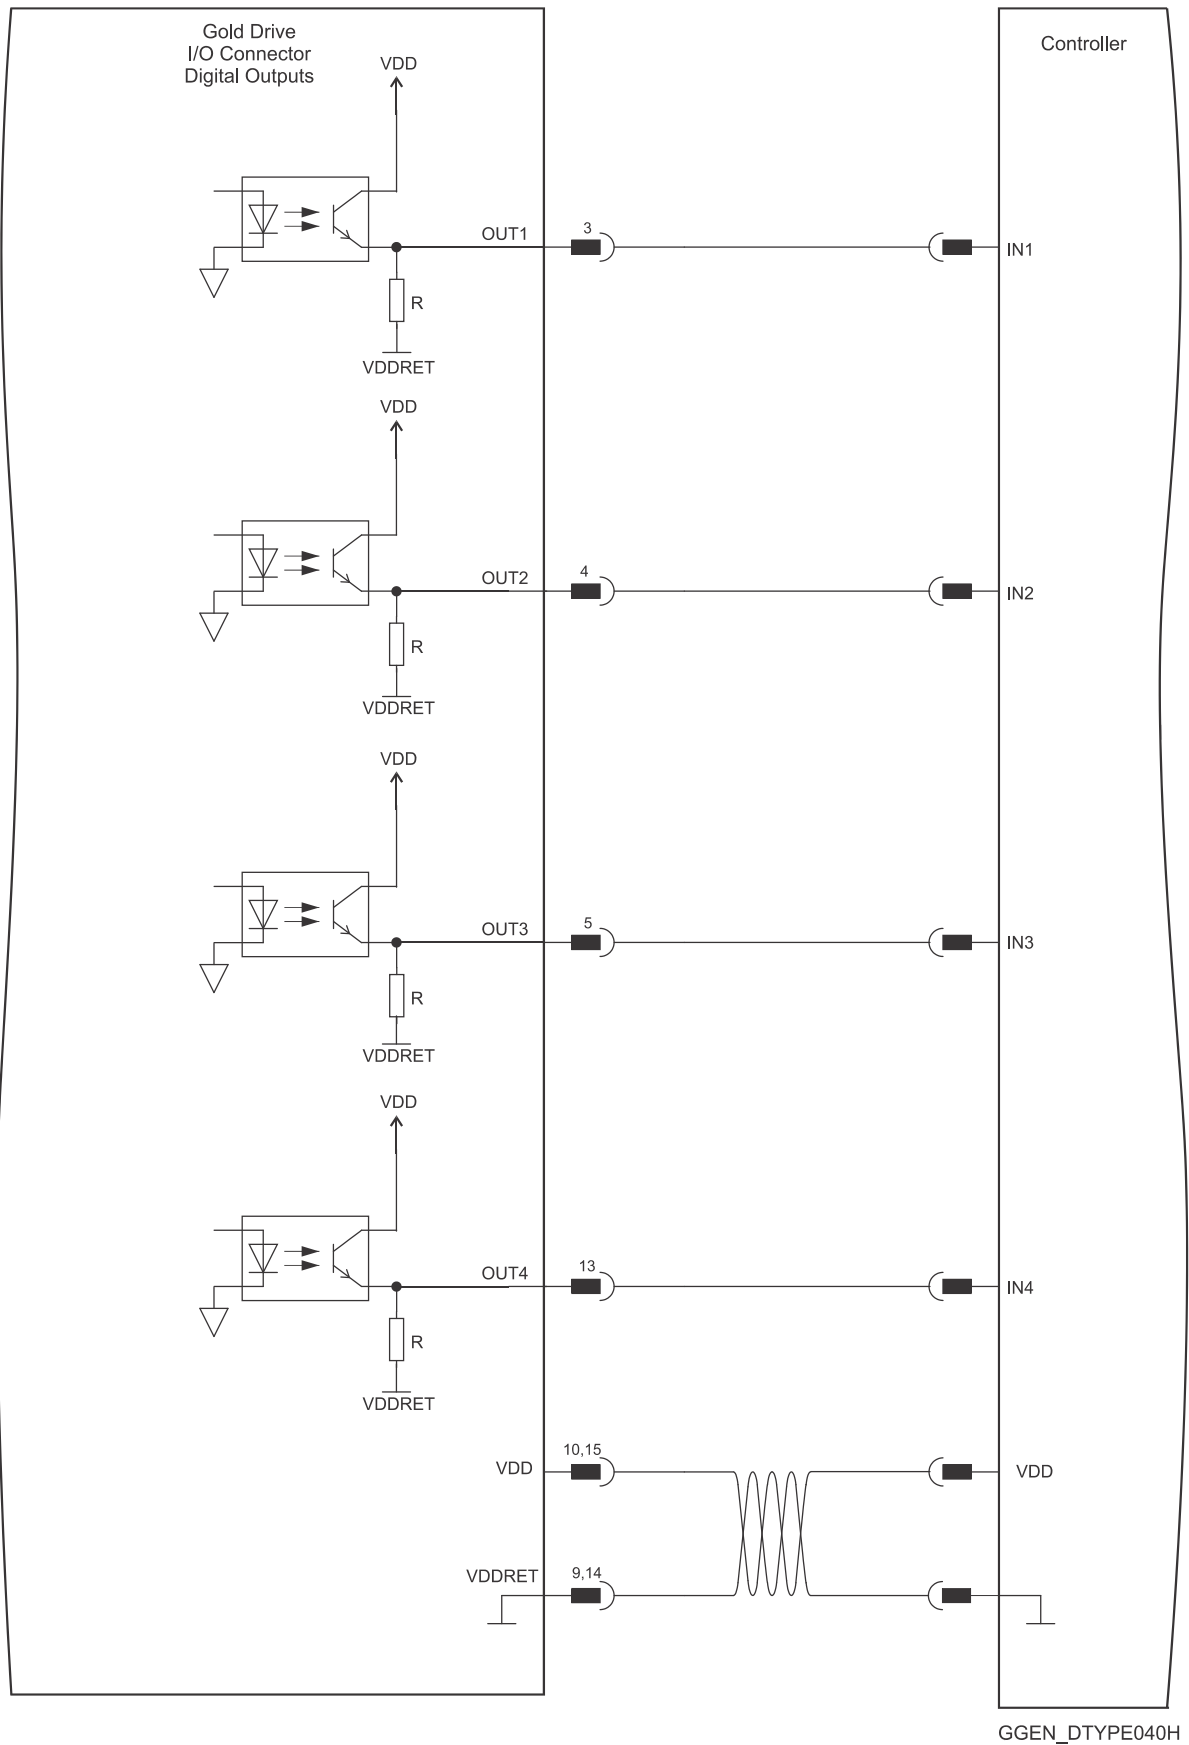 Gold Drive
I/O Connector
Digital Outputs
Controller
VDD
OUT1
3
IN1
R
VDDRET
VDD
OUT2
4
IN2
R
VDDRET
VDD
OUT3
5
IN3
R
VDDRET
VDD
OUT4
13
IN4
R
VDDRET
VDD
10,15
VDD
VDDRET
9,14
GGEN_DTYPE040H